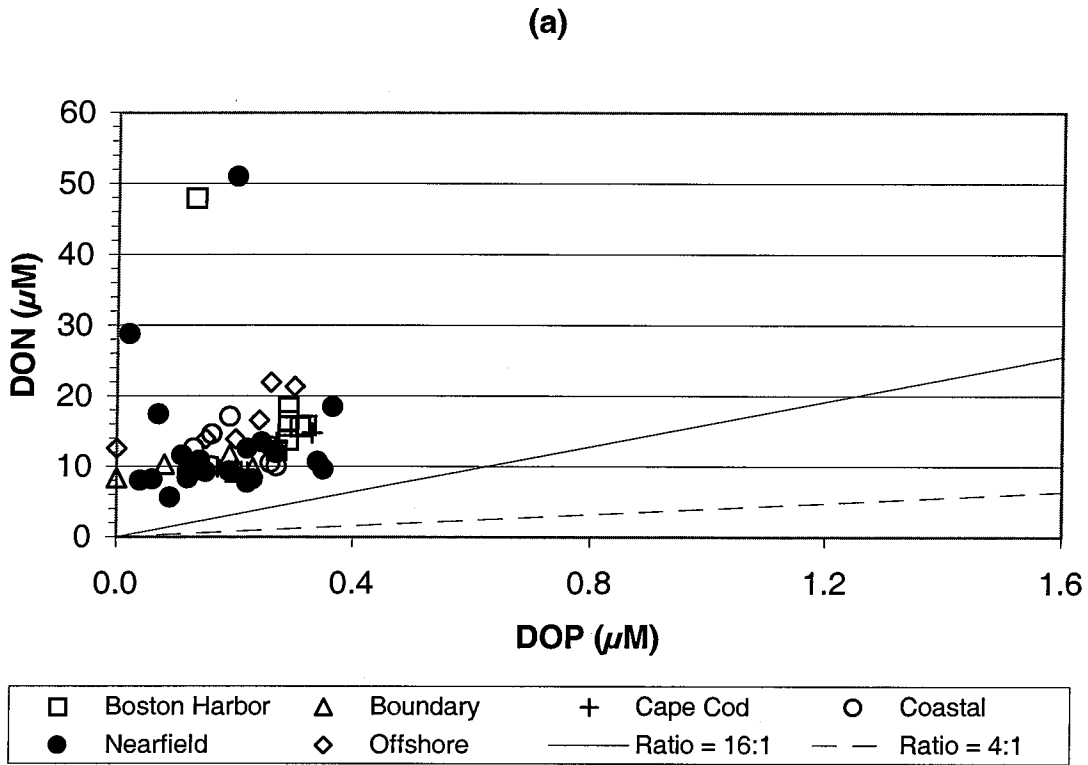 (a)
60
50
40
30
20
10
0
DON (µM)
0.0 0.4 0.8 1.2 1.6
DOP (µM)
Boston Harbor Boundary Cape Cod Coastal
Nearfield Offshore Ratio = 16:1 Ratio = 4:1